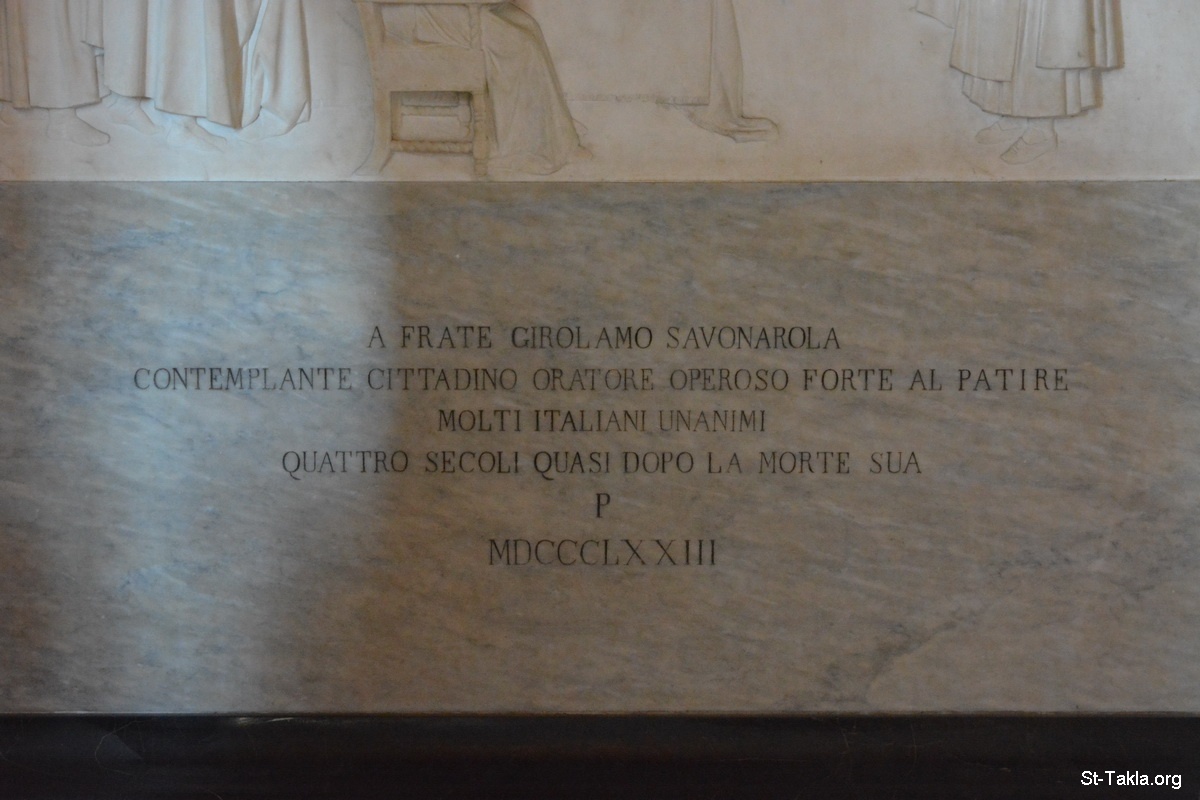 A FRATE GIROLAMO SAVONAROLA
CONTEMPLANTE CITTADINO ORATORE OPEROSO FORTE AL PATIRE
MOLTI ITALIANI UNANIMI
QUATTRO SECOLI QUASI DOPO LA MORTE SUA
P
MDCCCLXXIII
St-Takla.org